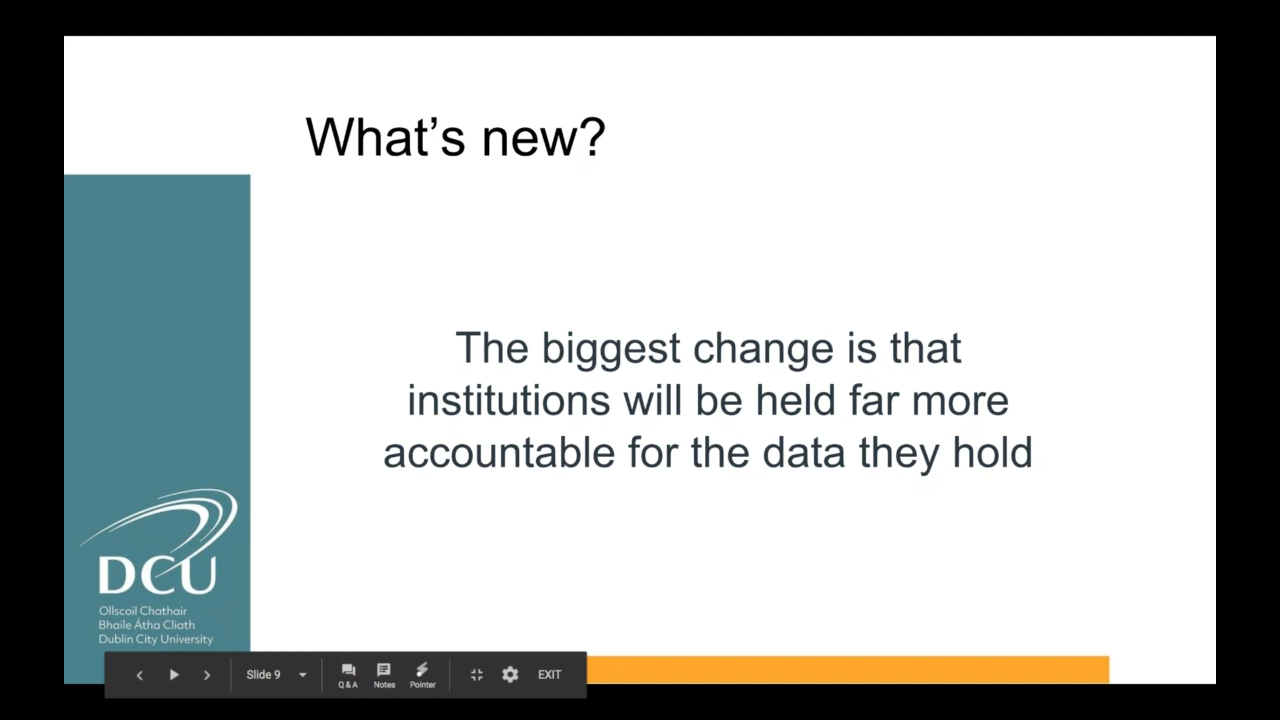 What's new?
The biggest change is that
institutions will be held far more
accountable for the data they hold
DCU
Ollscoil Chathair
Bhaile Átha Cliath
Dublin City University
Slide 9
Q & A
Notes
Pointer
EXIT